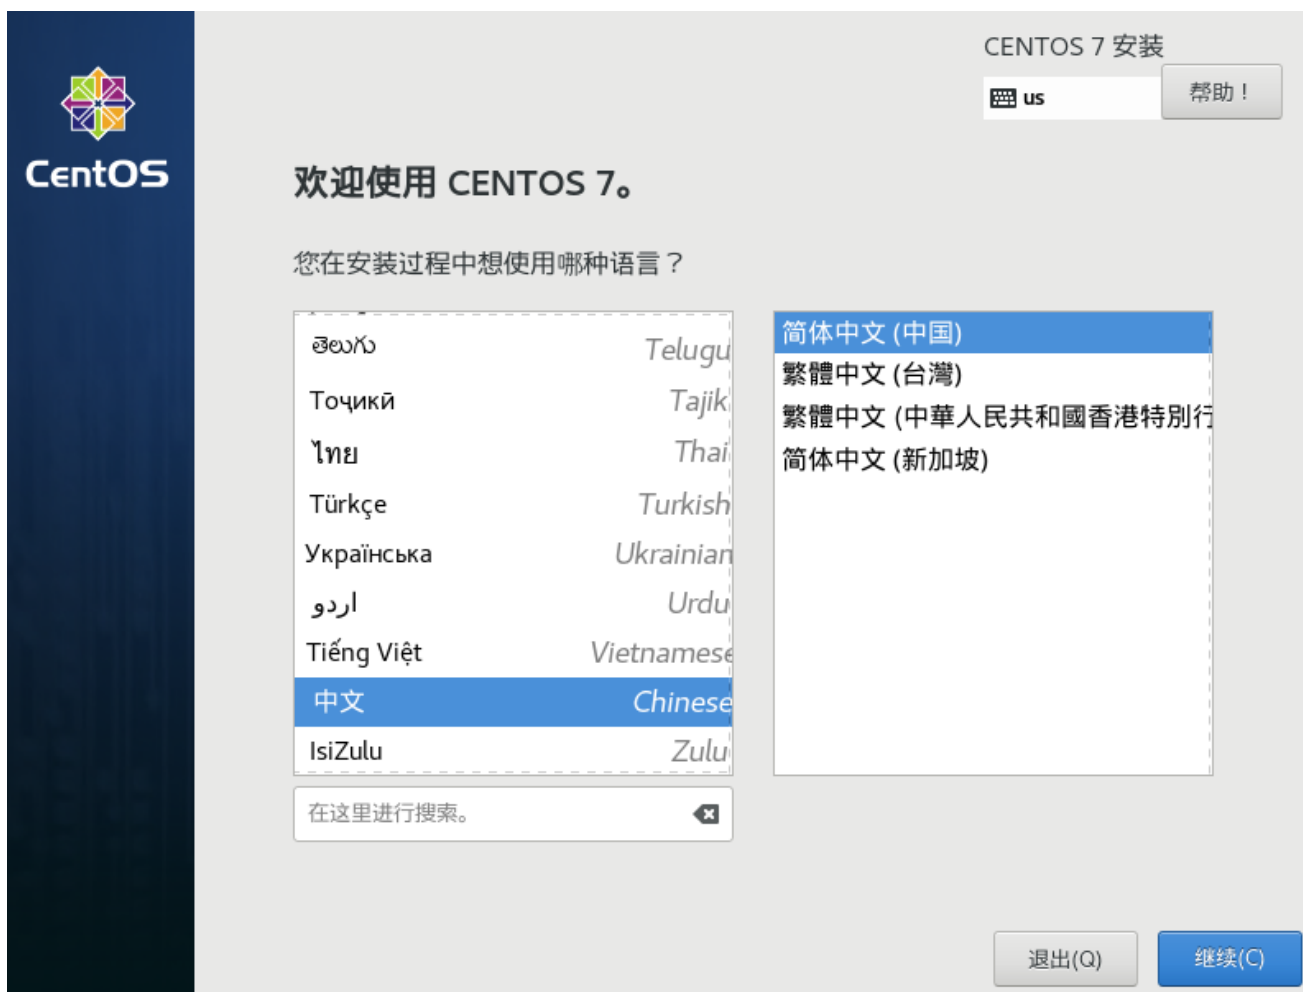 CentOS
CENTOS 7 安装
us
帮助！
欢迎使用 CENTOS 7。
您在安装过程中想使用哪种语言？
తెలుగు Telugu
Тоҷикӣ Tajik
ไทย Thai
Türkçe Turkish
Українська Ukrainian
اردو Urdu
Tiếng Việt Vietnamese
中文 Chinese
IsiZulu Zulu
在这里进行搜索。
简体中文 (中国)
繁體中文 (台灣)
繁體中文 (中華人民共和國香港特別行
简体中文 (新加坡)
退出(Q)
继续(C)